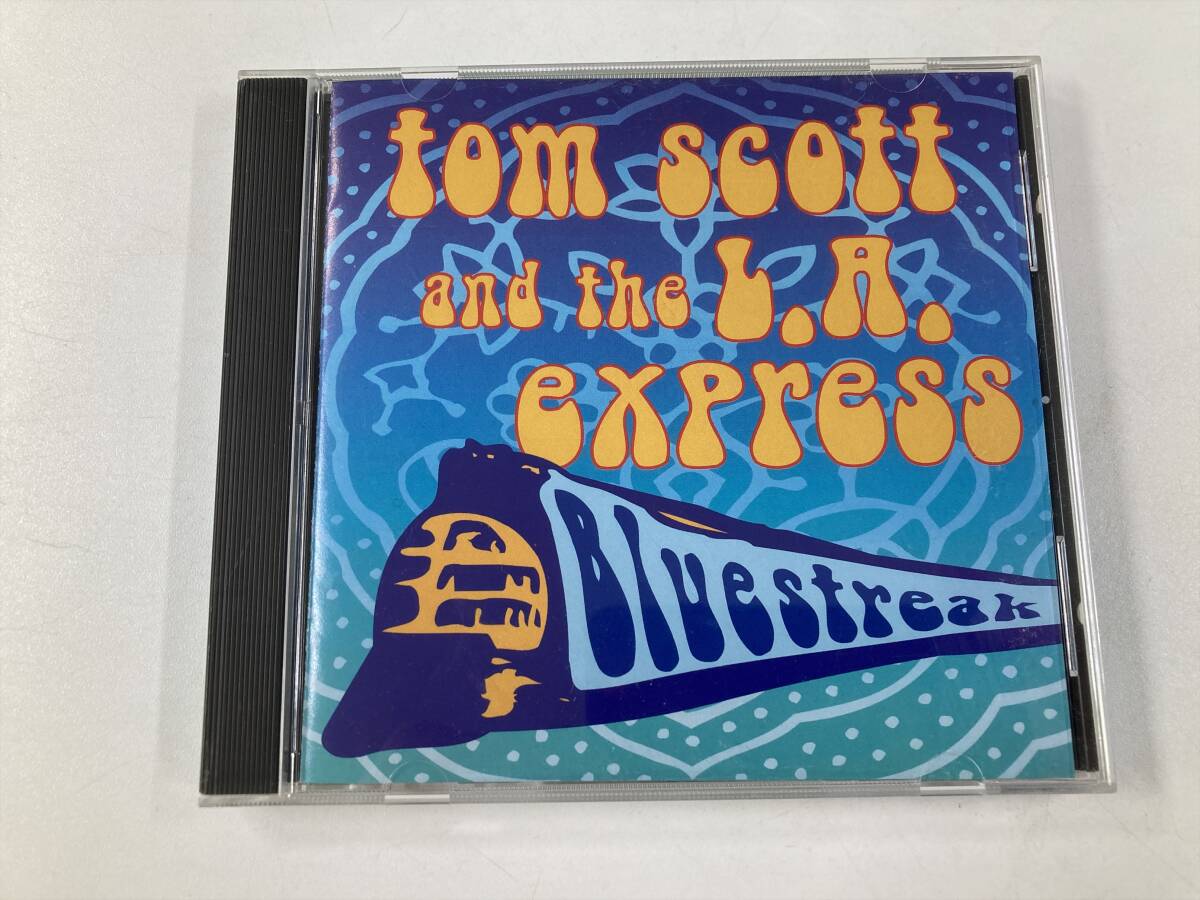 tom scott
and the L.A.
express
Bluestreak